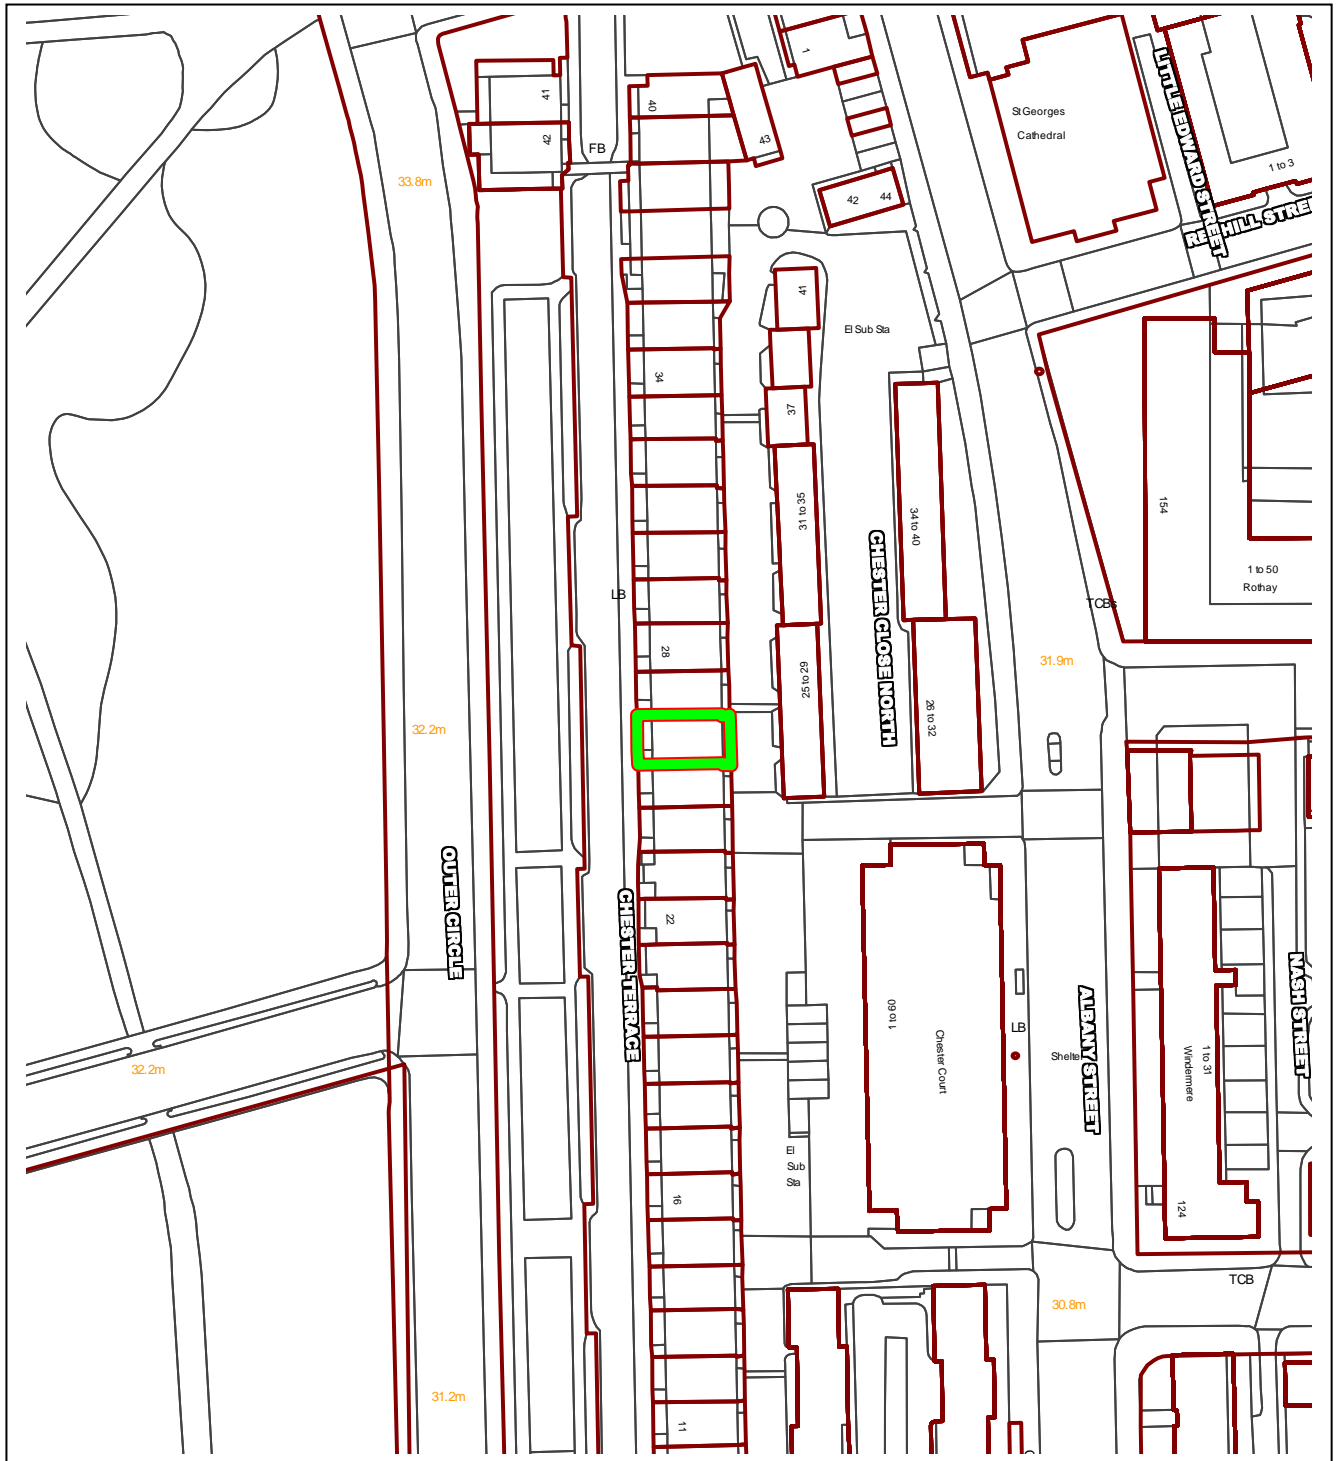 1
41
40
St Georges
Cathedral
LITTLE EDWARD STREET
42
FB
43
1 to 3
33.8m
42
44
REDHILL STREET
41
El Sub Sta
34
37
154
31 to 35
34 to 40
CHESTER CLOSE NORTH
1 to 50
Rothay
LB
TCBs
28
31.9m
25 to 29
26 to 32
32.2m
OUTER CIRCLE
CHESTER TERRACE
22
NASH STREET
1 to 60
Chester Court
ALBANY STREET
LB
Shelter
1 to 31
Windermere
32.2m
El
Sub
Sta
16
124
TCB
30.8m
31.2m
11